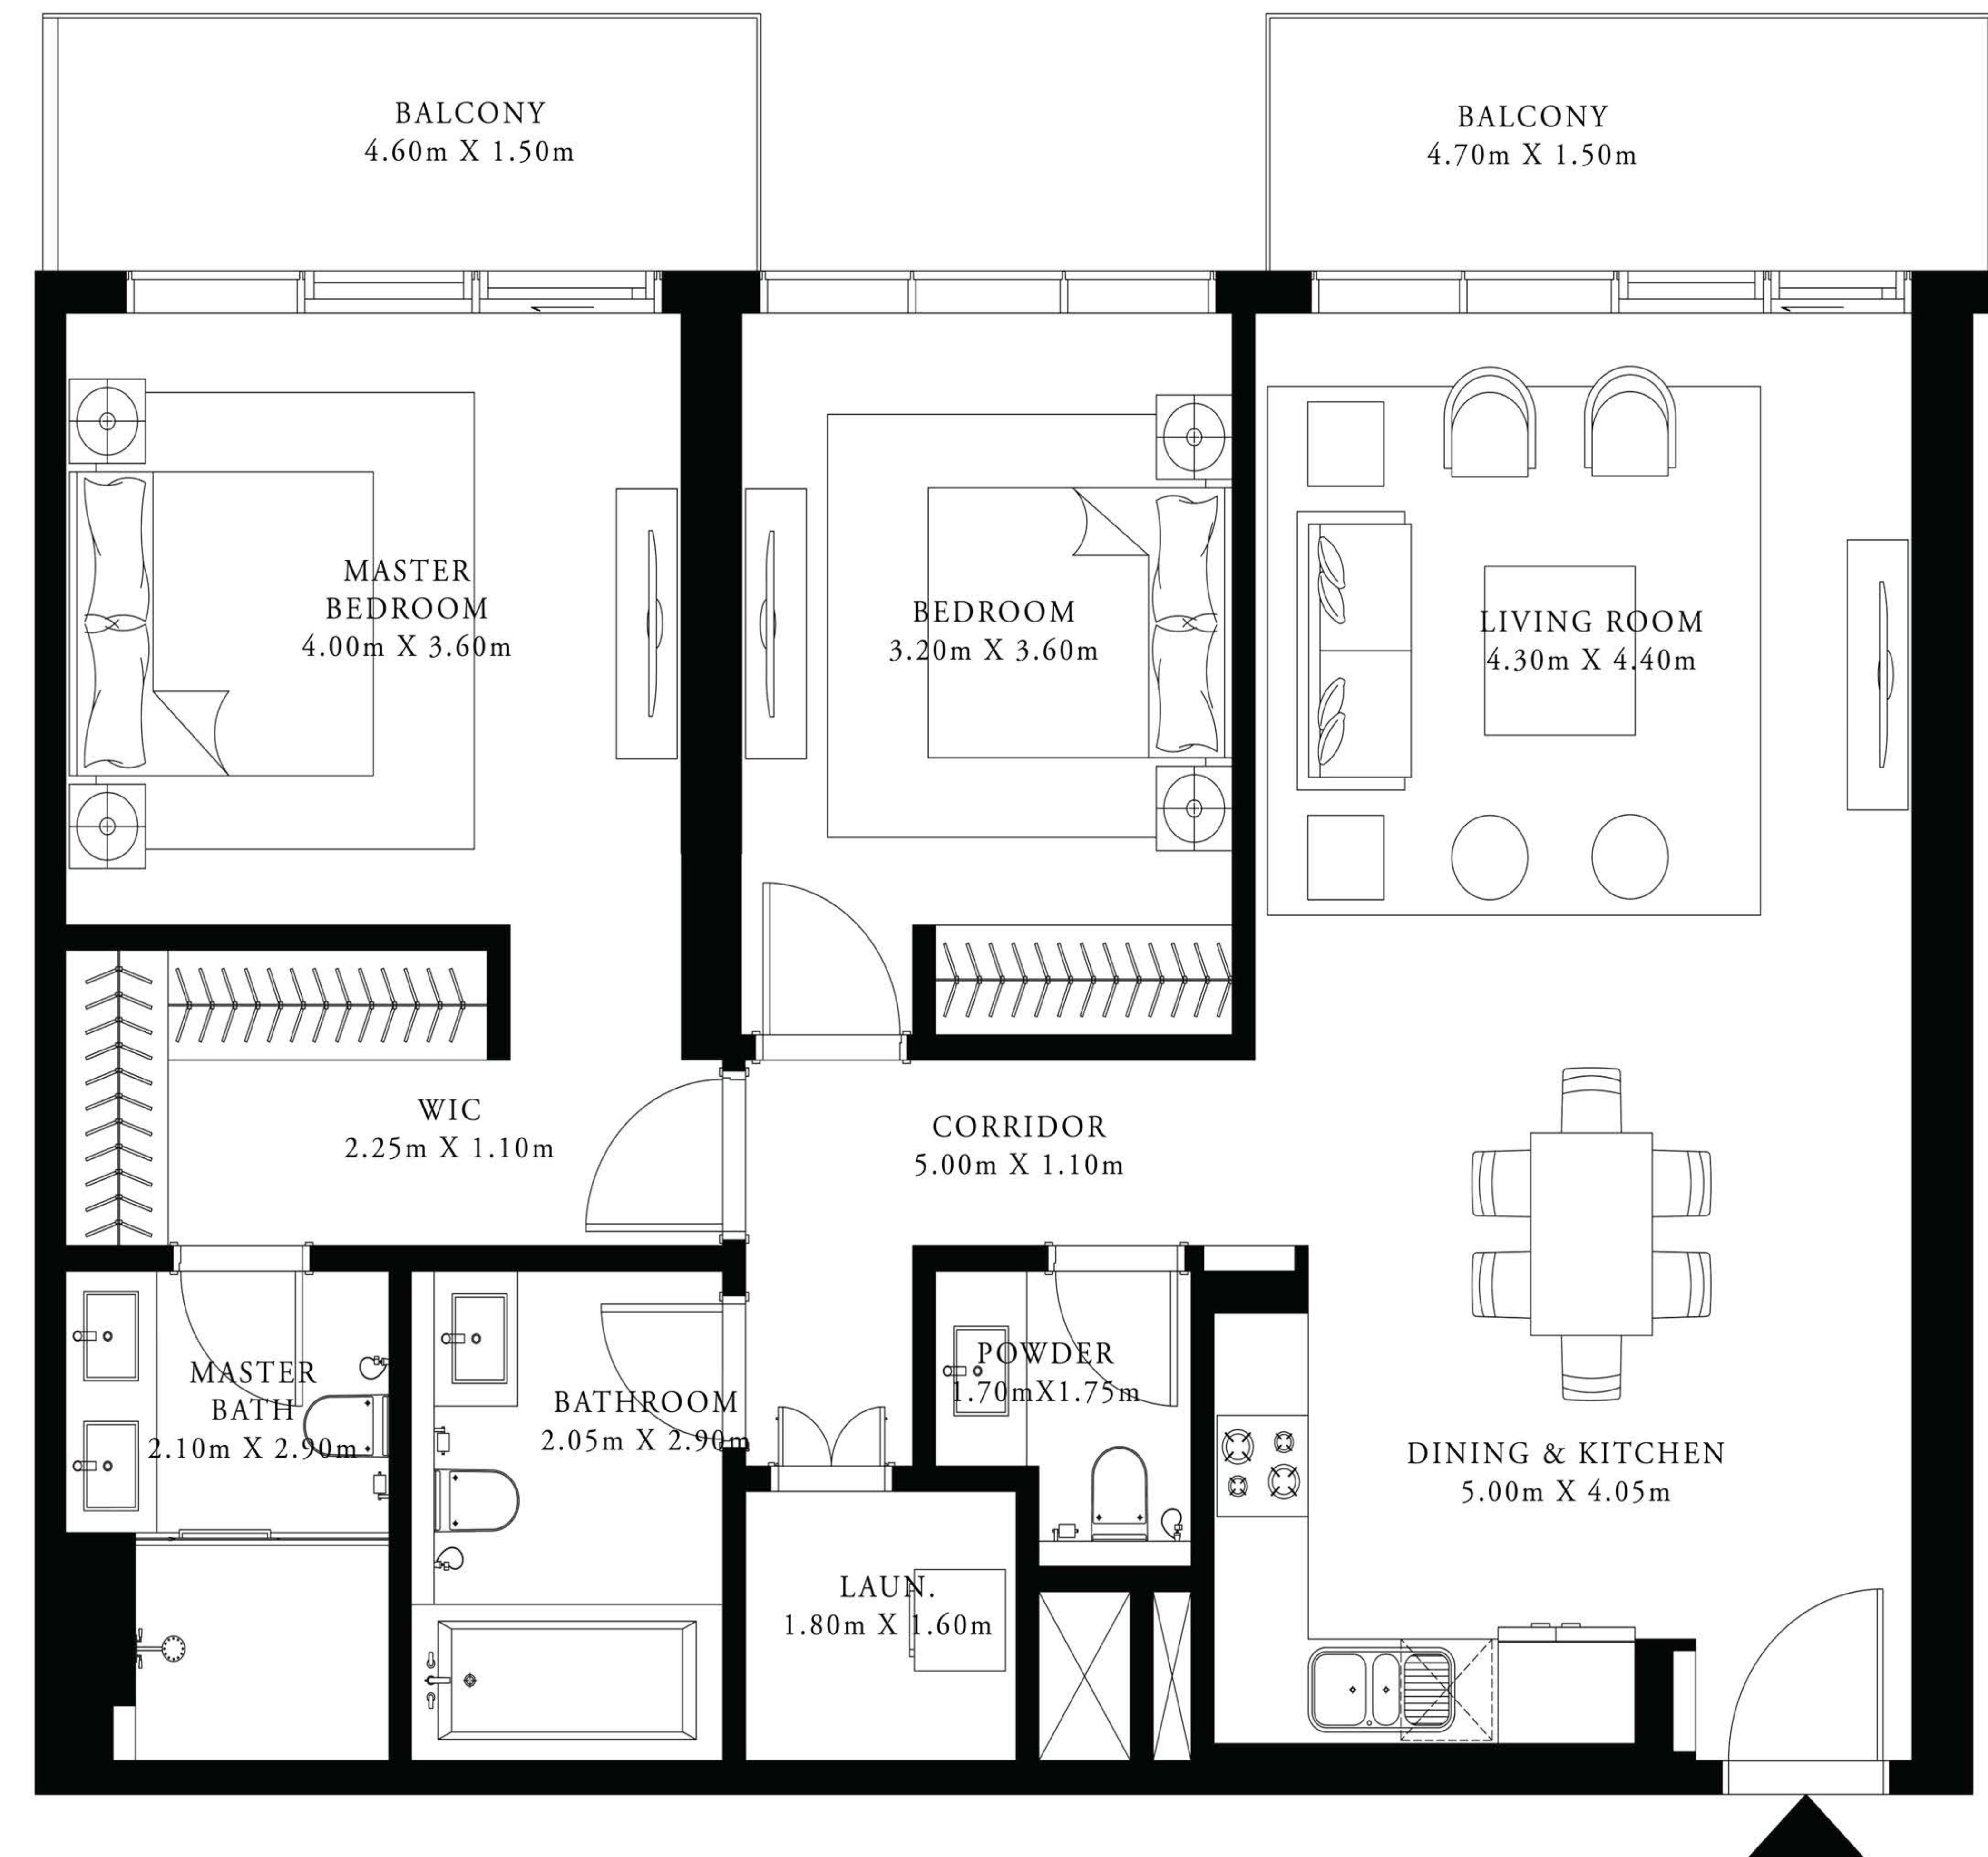 BALCONY
4.60m X 1.50m
BALCONY
4.70m X 1.50m
MASTER
BEDROOM
4.00m X 3.60m
BEDROOM
3.20m X 3.60m
LIVING ROOM
4.30m X 4.40m
WIC
2.25m X 1.10m
CORRIDOR
5.00m X 1.10m
MASTER
BATH
2.10m X 2.90m
BATHROOM
2.05m X 2.90m
POWDER
1.70mX1.75m
DINING & KITCHEN
5.00m X 4.05m
LAUN.
1.80m X 1.60m